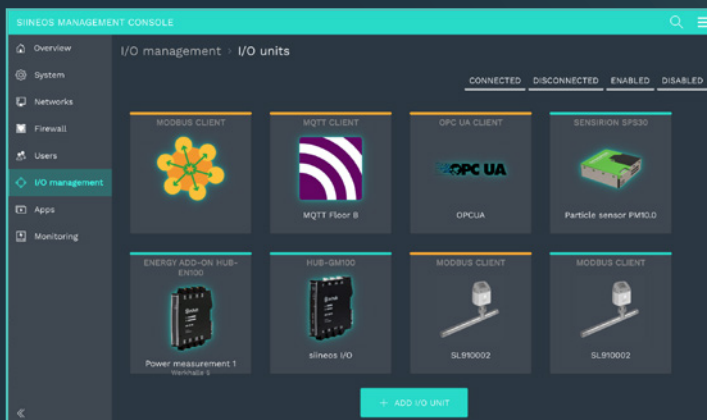 SIINEOS MANAGEMENT CONSOLE
Overview
System
Networks
Firewall
Users
I/O management
Apps
Monitoring
I/O management › I/O units
CONNECTED DISCONNECTED ENABLED DISABLED
MODBUS CLIENT
MQTT CLIENT
MQTT Floor 8
OPC UA CLIENT
OPC UA
OPCUA
SENSIRION SPS30
Particle sensor PM10.0
ENERGY ADD-ON HUB-
EN100
Power measurement 1
Werkhalle 5
HUB-GM100
siineos I/O
MODBUS CLIENT
SL910002
MODBUS CLIENT
SL910002
+ ADD I/O UNIT